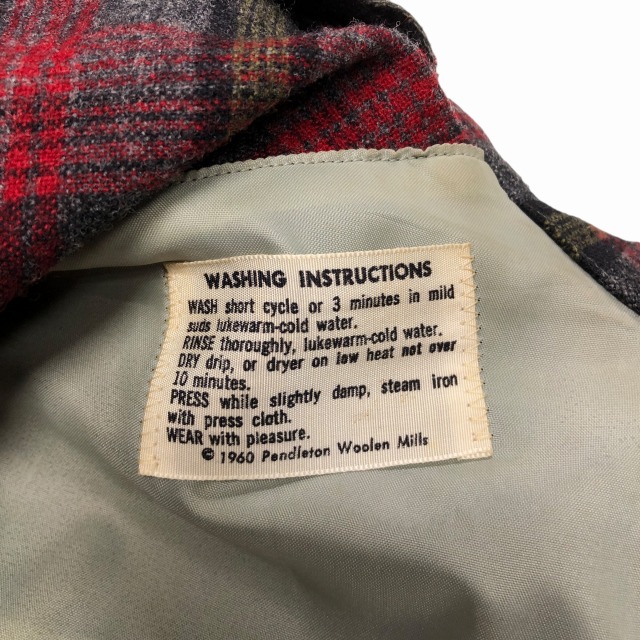 WASHING INSTRUCTIONS
WASH short cycle or 3 minutes in mild
suds lukewarm-cold water.
RINSE thoroughly, lukewarm-cold water.
DRY drip, or dryer on low heat not over
10 minutes.
PRESS while slightly damp, steam iron
with press cloth.
WEAR with pleasure.
© 1960 Pendleton Woolen Mills